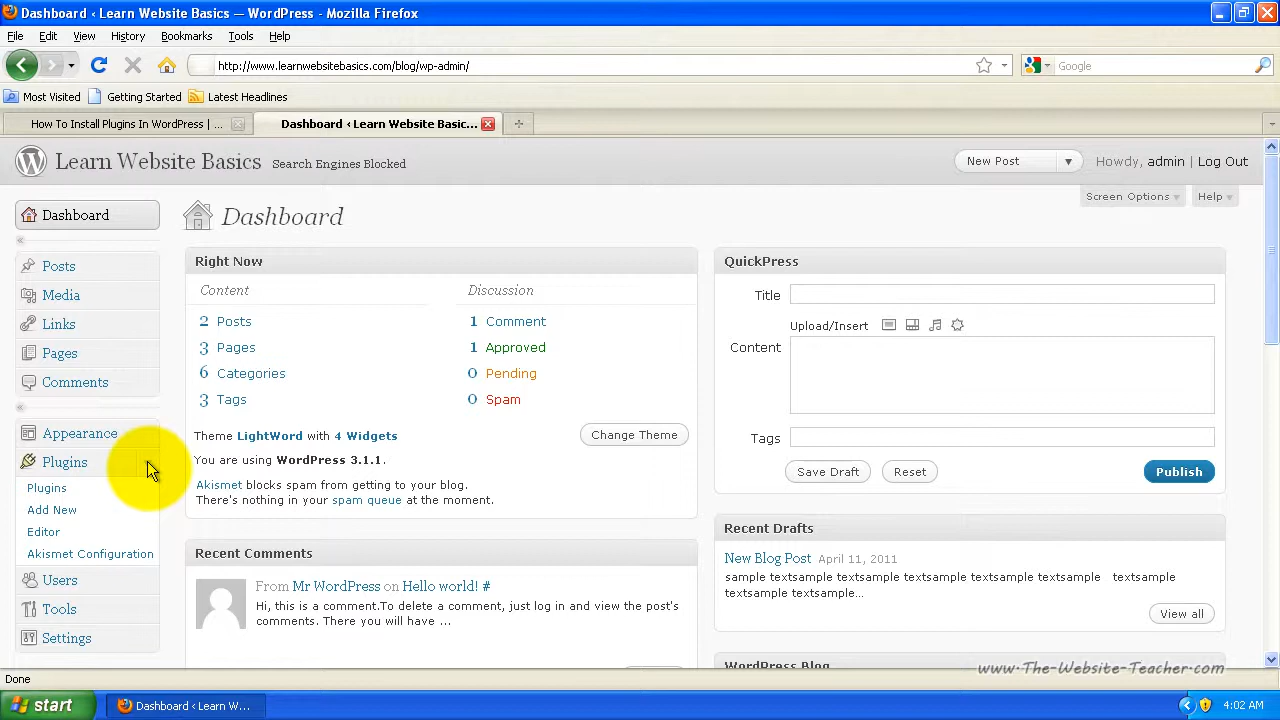 Dashboard ‹ Learn Website Basics — WordPress - Mozilla Firefox
File Edit View History Bookmarks Tools Help
http://www.learnwebsitebasics.com/blog/wp-admin/
Google
Most Visited Getting Started Latest Headlines
How To Install Plugins In WordPress | ...
Dashboard ‹ Learn Website Basic...
Learn Website Basics Search Engines Blocked
New Post Howdy, admin | Log Out
Screen Options Help
Dashboard
Posts
Media
Links
Pages
Comments
Appearance
Plugins
Plugins
Add New
Editor
Akismet Configuration
Users
Tools
Settings
Dashboard
Right Now
Content Discussion
2 Posts 1 Comment
3 Pages 1 Approved
6 Categories 0 Pending
3 Tags 0 Spam
Theme LightWord with 4 Widgets Change Theme
You are using WordPress 3.1.1.
Akismet blocks spam from getting to your blog.
There's nothing in your spam queue at the moment.
Recent Comments
From Mr WordPress on Hello world! #
Hi, this is a comment.To delete a comment, just log in and view the post's
comments. There you will have ...
QuickPress
Title
Upload/Insert
Content
Tags
Save Draft Reset Publish
Recent Drafts
New Blog Post April 11, 2011
sample textsample textsample textsample textsample textsample textsample
textsample textsample...
View all
WordPress Blog
www.The-Website-Teacher.com
Done
start Dashboard ‹ Learn W... 4:02 AM